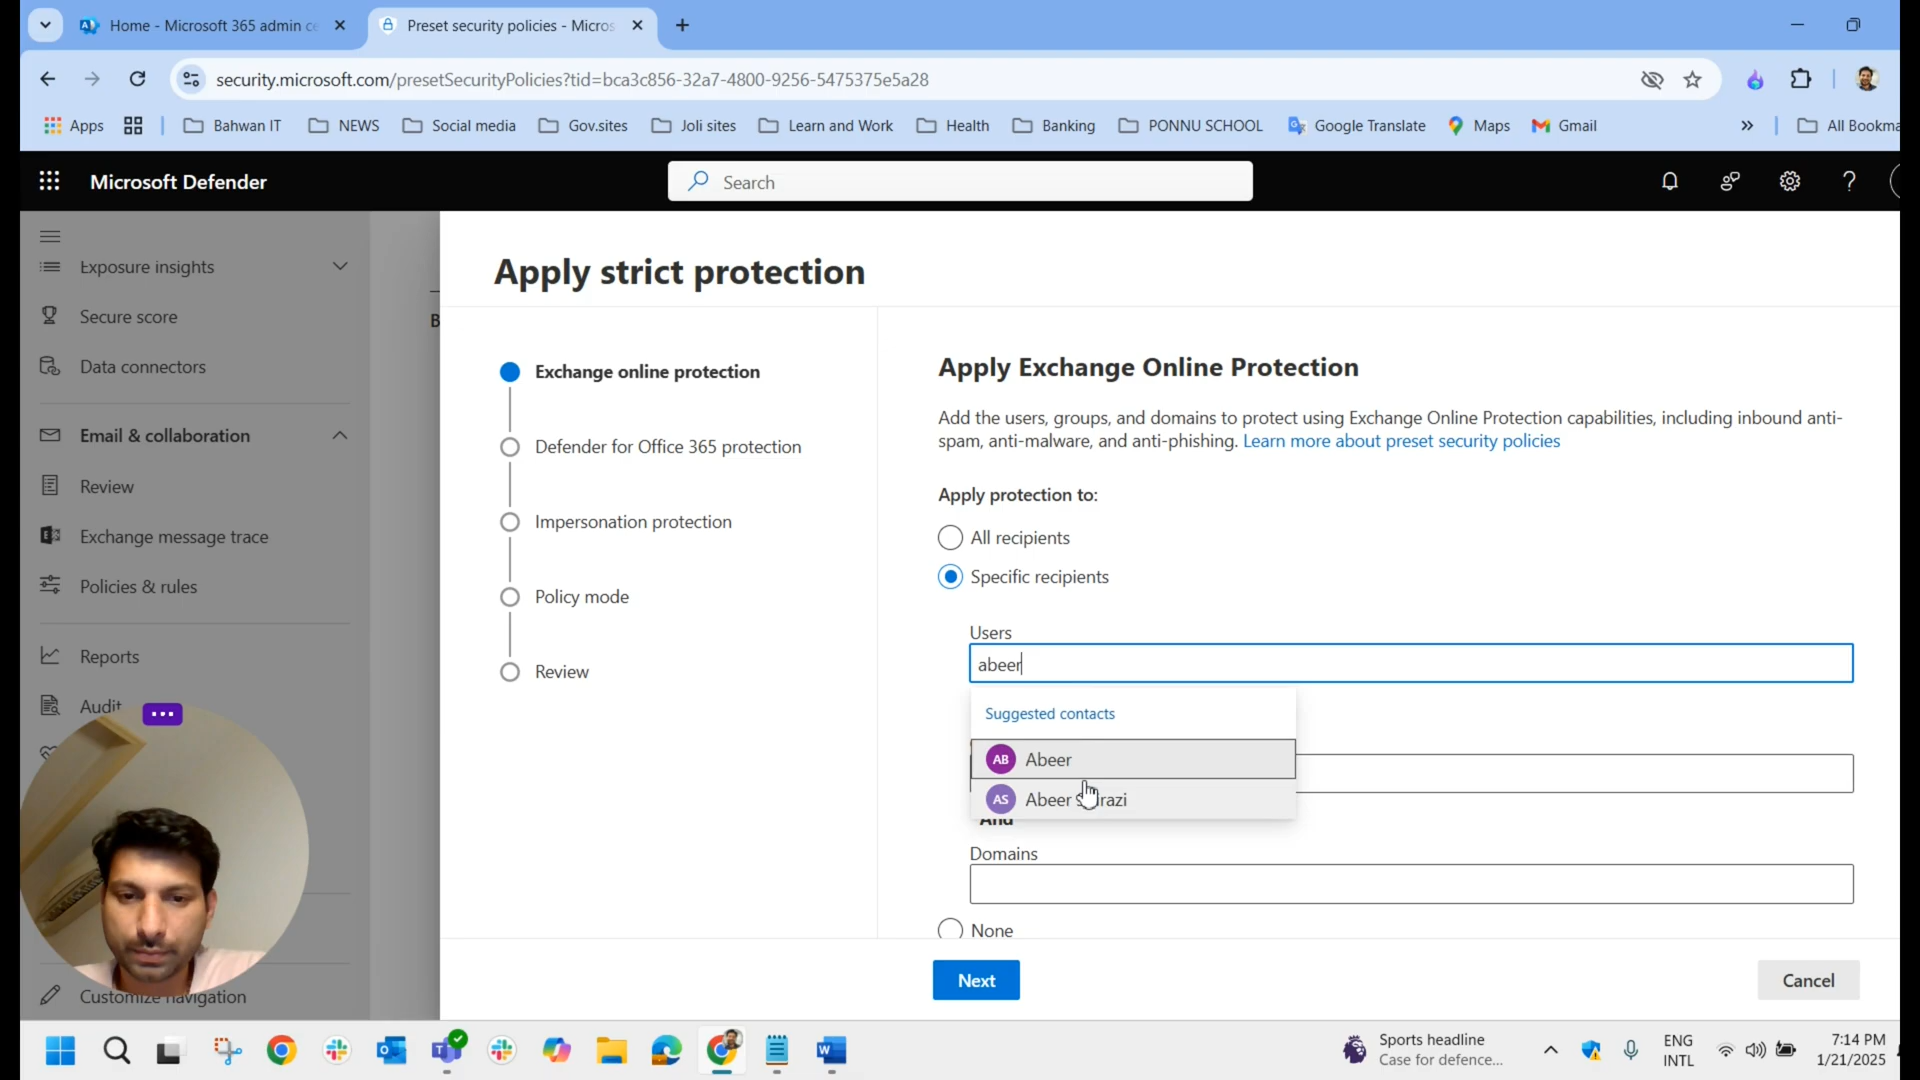 Home - Microsoft 365 admin ce
Preset security policies - Micros
security.microsoft.com/presetSecurityPolicies?tid=bca3c856-32a7-4800-9256-5475375e5a28
Apps
Bahwan IT
NEWS
Social media
Gov.sites
Joli sites
Learn and Work
Health
Banking
PONNU SCHOOL
Google Translate
Maps
Gmail
All Bookma
Microsoft Defender
Search
Exposure insights
Secure score
Data connectors
Email & collaboration
Review
Exchange message trace
Policies & rules
Reports
Audit
Customize navigation
B
Apply strict protection
Exchange online protection
Defender for Office 365 protection
Impersonation protection
Policy mode
Review
Apply Exchange Online Protection
Add the users, groups, and domains to protect using Exchange Online Protection capabilities, including inbound anti-
spam, anti-malware, and anti-phishing. Learn more about preset security policies
Apply protection to:
All recipients
Specific recipients
Users
abeer
Suggested contacts
AB Abeer
AS Abeer
And
Domains
None
Next
Cancel
Sports headline
Case for defence...
ENG
INTL
7:14 PM
1/21/2025